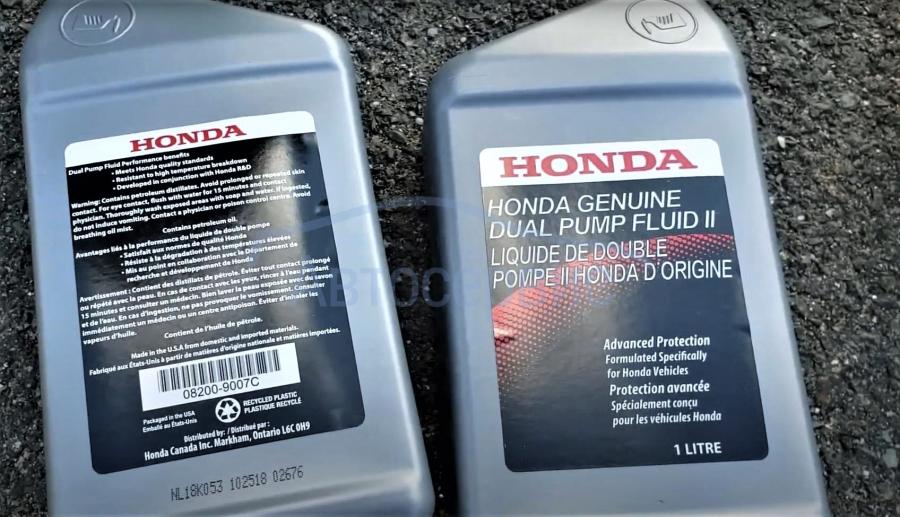 HONDA
Dual Pump Fluid Performance benefits
• Meets Honda quality standards
• Resistant to high temperature breakdown
• Developed in conjunction with Honda R&D
Warning: Contains petroleum distillates. Avoid prolonged or repeated skin
contact. For eye contact, flush with water for 15 minutes and contact
physician. Thoroughly wash exposed areas with soap and water. If ingested,
do not induce vomiting. Contact a physician or poison control centre. Avoid
breathing oil mist.
Contains petroleum oil.
Avantages liés à la performance du liquide de double pompe
• Satisfait aux normes de qualité Honda
• Résiste à la dégradation à des températures élevées
• Mis au point en collaboration avec le Département de
recherche et développement de Honda
Avertissement : Contient des distillats de pétrole. Éviter tout contact prolongé
ou répété avec la peau. En cas de contact avec les yeux, rincer à l'eau pendant
15 minutes et consulter un médecin. Bien laver la peau exposée avec du savon
et de l'eau. En cas d'ingestion, ne pas provoquer le vomissement. Consulter
immédiatement un médecin ou un centre antipoison. Éviter d'inhaler les
vapeurs d'huile.
Contient de l'huile de pétrole.
Made in the U.S.A from domestic and imported materials.
Fabriqué aux États-Unis à partir de matières d'origine nationale et matières importées.
08200-9007C
Packaged in the USA
Emballé aux États-Unis
RECYCLED PLASTIC
PLASTIQUE RECYCLÉ
Distributed by: / Distribué par :
Honda Canada Inc. Markham, Ontario L6C 0H9
NL18K053 102518 02676
HONDA
HONDA GENUINE
DUAL PUMP FLUID II
LIQUIDE DE DOUBLE
POMPE II HONDA D'ORIGINE
Advanced Protection
Formulated Specifically
for Honda Vehicles
Protection avancée
Spécialement conçu
pour les véhicules Honda
1 LITRE